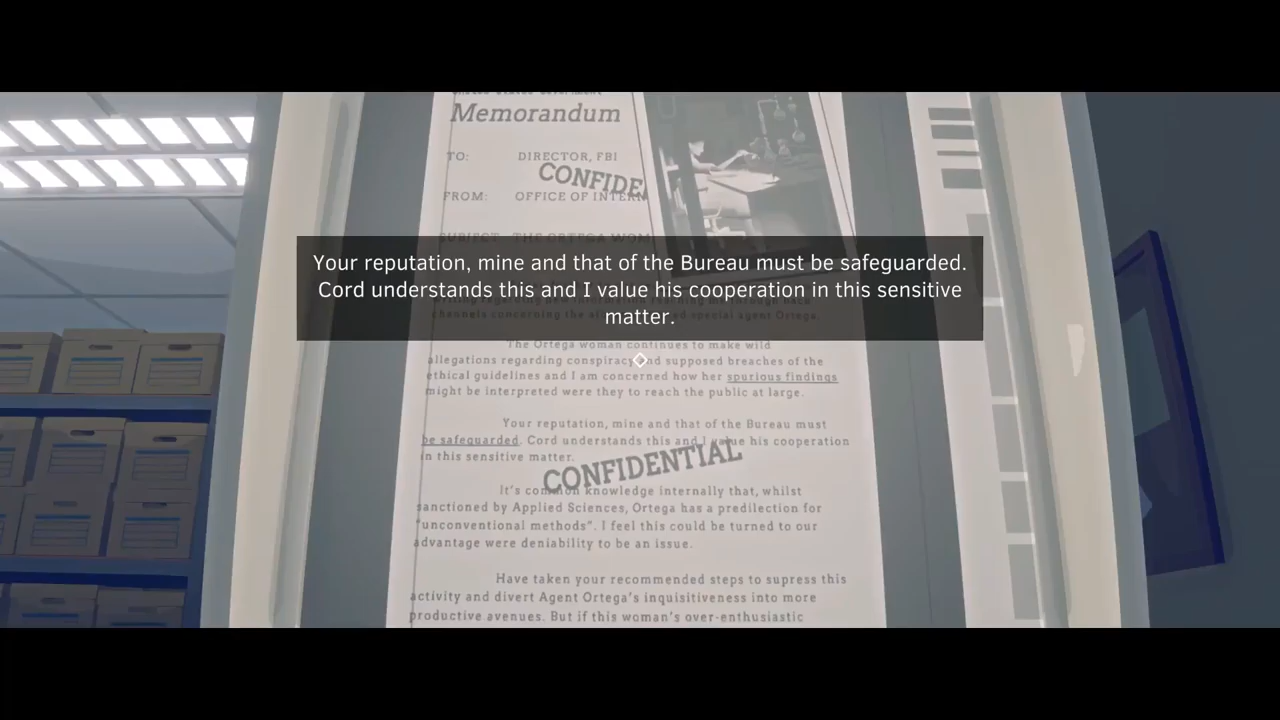 Memorandum
TO: DIRECTOR, FBI
CONFIDE
FROM: OFFICE OF INTERN
SUBJECT THE ORTEGA WOM
Your reputation, mine and that of the Bureau must be safeguarded.
Cord understands this and I value his cooperation in this sensitive
matter.
channels concerning the special agent Ortega.
The Ortega woman continues to make wild
allegations regarding conspiracy and supposed breaches of the
ethical guidelines and I am concerned how her spurious findings
might be interpreted were they to reach the public at large.
Your reputation, mine and that of the Bureau must
be safeguarded. Cord understands this and I value his cooperation
in this sensitive matter.
CONFIDENTIAL
It's common knowledge internally that, whilst
sanctioned by Applied Sciences, Ortega has a predilection for
"unconventional methods". I feel this could be turned to our
advantage were deniability to be an issue.
Have taken your recommended steps to supress this
activity and divert Agent Ortega's inquisitiveness into more
productive avenues. But if this woman's over-enthusiastic